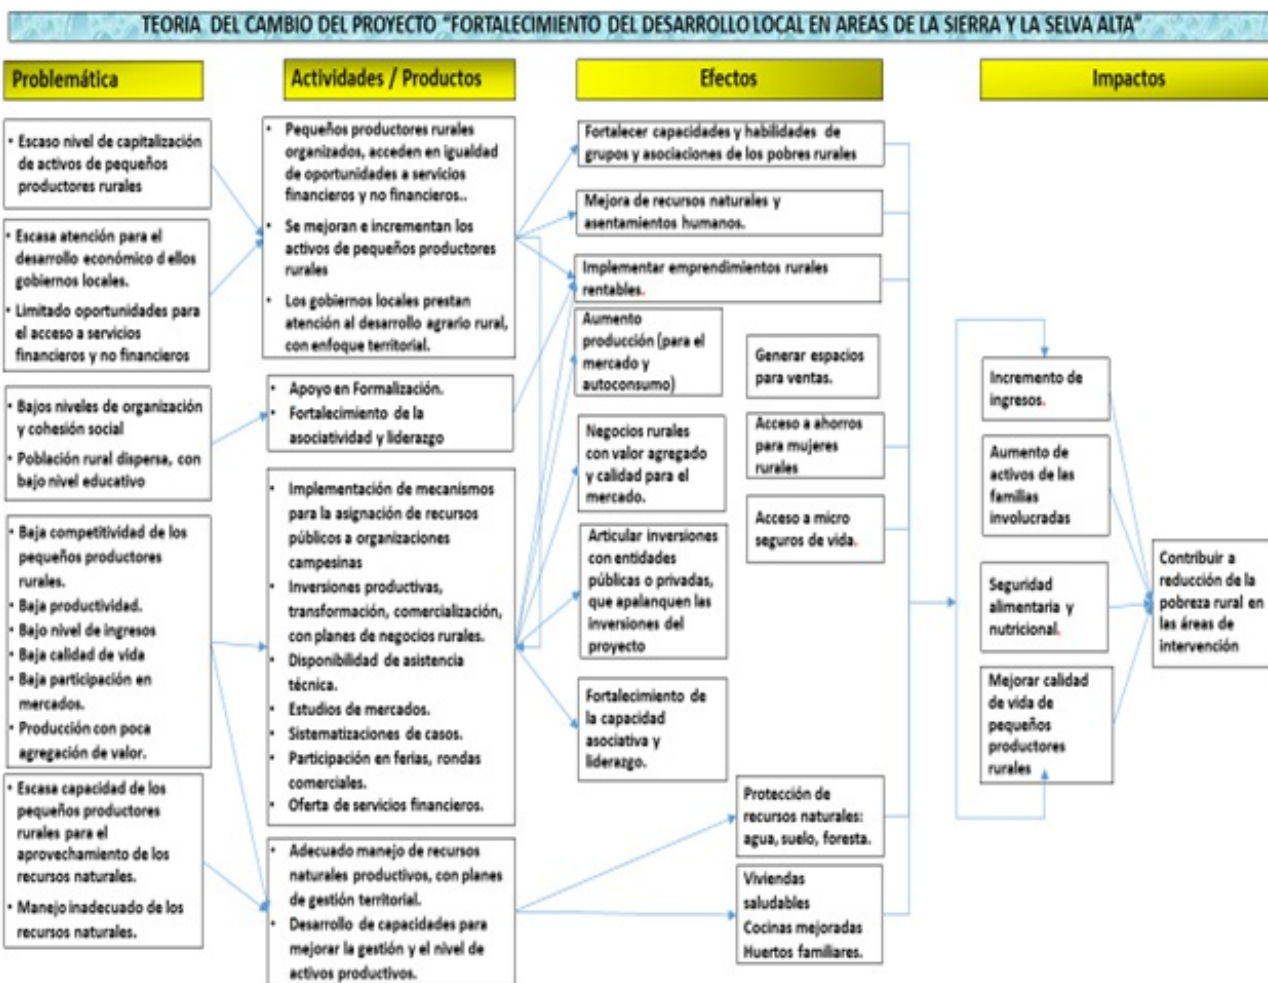 TEORIA DEL CAMBIO DEL PROYECTO "FORTALECIMIENTO DEL DESARROLLO LOCAL EN AREAS DE LA SIERRA Y LA SELVA ALTA"
Problemática
• Escaso nivel de capitalización
de activos de pequeños
productores rurales
• Escasa atención para el
desarrollo económico d ellos
gobiernos locales.
• Limitado oportunidades para
el acceso a servicios
financieros y no financieros
• Bajos niveles de organización
y cohesión social
• Población rural dispersa, con
bajo nivel educativo
• Baja competitividad de los
pequeños productores
rurales.
• Baja productividad.
• Bajo nivel de ingresos
• Baja calidad de vida
• Baja participación en
mercados.
• Producción con poca
agregación de valor.
• Escasa capacidad de los
pequeños productores
rurales para el
aprovechamiento de los
recursos naturales.
• Manejo inadecuado de los
recursos naturales.
Actividades / Productos
• Pequeños productores rurales
organizados, acceden en igualdad
de oportunidades a servicios
financieros y no financieros..
• Se mejoran e incrementan los
activos de pequeños productores
rurales
• Los gobiernos locales prestan
atención al desarrollo agrario rural,
con enfoque territorial.
• Apoyo en Formalización.
• Fortalecimiento de la
asociatividad y liderazgo
• Implementación de mecanismos
para la asignación de recursos
públicos a organizaciones
campesinas
• Inversiones productivas,
transformación, comercialización,
con planes de negocios rurales.
• Disponibilidad de asistencia
técnica.
• Estudios de mercados.
• Sistematizaciones de casos.
• Participación en ferias, rondas
comerciales.
• Oferta de servicios financieros.
• Adecuado manejo de recursos
naturales productivos, con planes
de gestión territorial.
• Desarrollo de capacidades para
mejorar la gestión y el nivel de
activos productivos.
Efectos
Fortalecer capacidades y habilidades de
grupos y asociaciones de los pobres rurales
Mejora de recursos naturales y
asentamientos humanos.
Implementar emprendimientos rurales
rentables.
Aumento
producción (para el
mercado y
autoconsumo)
Negocios rurales
con valor agregado
y calidad para el
mercado.
Articular inversiones
con entidades
públicas o privadas,
que apalanquen las
inversiones del
proyecto
Fortalecimiento de
la capacidad
asociativa y
liderazgo.
Generar espacios
para ventas.
Acceso a ahorros
para mujeres
rurales
Acceso a micro
seguros de vida.
Protección de
recursos naturales:
agua, suelo, foresta.
Viviendas
saludables
Cocinas mejoradas
Huertos familiares.
Impactos
Incremento de
ingresos.
Aumento de
activos de las
familias
involucradas
Seguridad
alimentaria y
nutricional.
Mejorar calidad
de vida de
pequeños
productores
rurales
Contribuir a
reducción de la
pobreza rural en
las áreas de
intervención